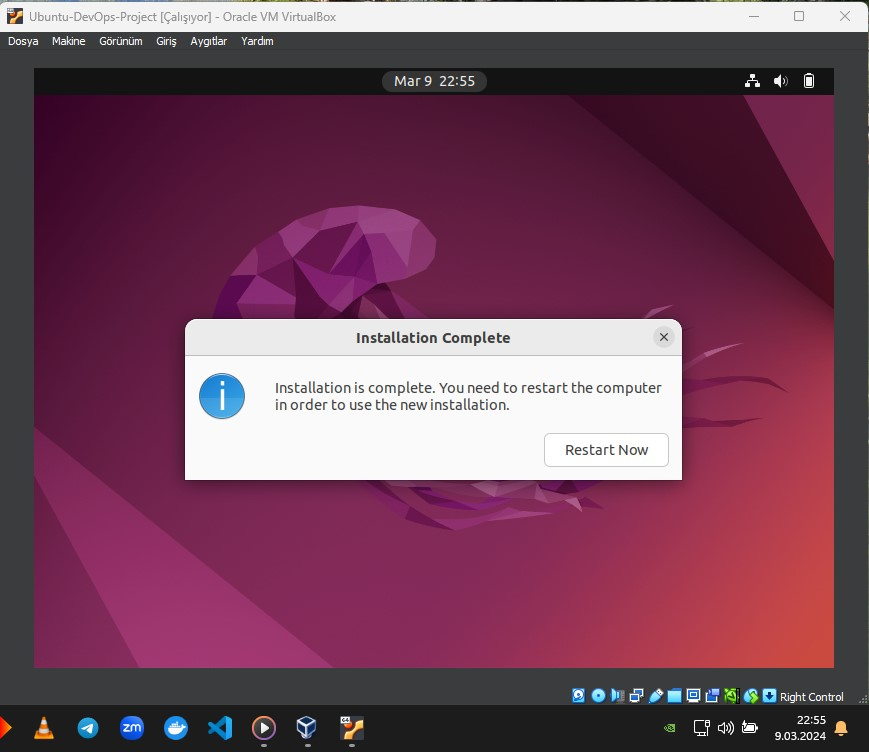 Ubuntu-DevOps-Project [Çalışıyor] - Oracle VM VirtualBox
Dosya Makine Görünüm Giriş Aygıtlar Yardım
Mar 9 22:55
Installation Complete
Installation is complete. You need to restart the computer
in order to use the new installation.
Restart Now
Right Control
zm
64
22:55
9.03.2024